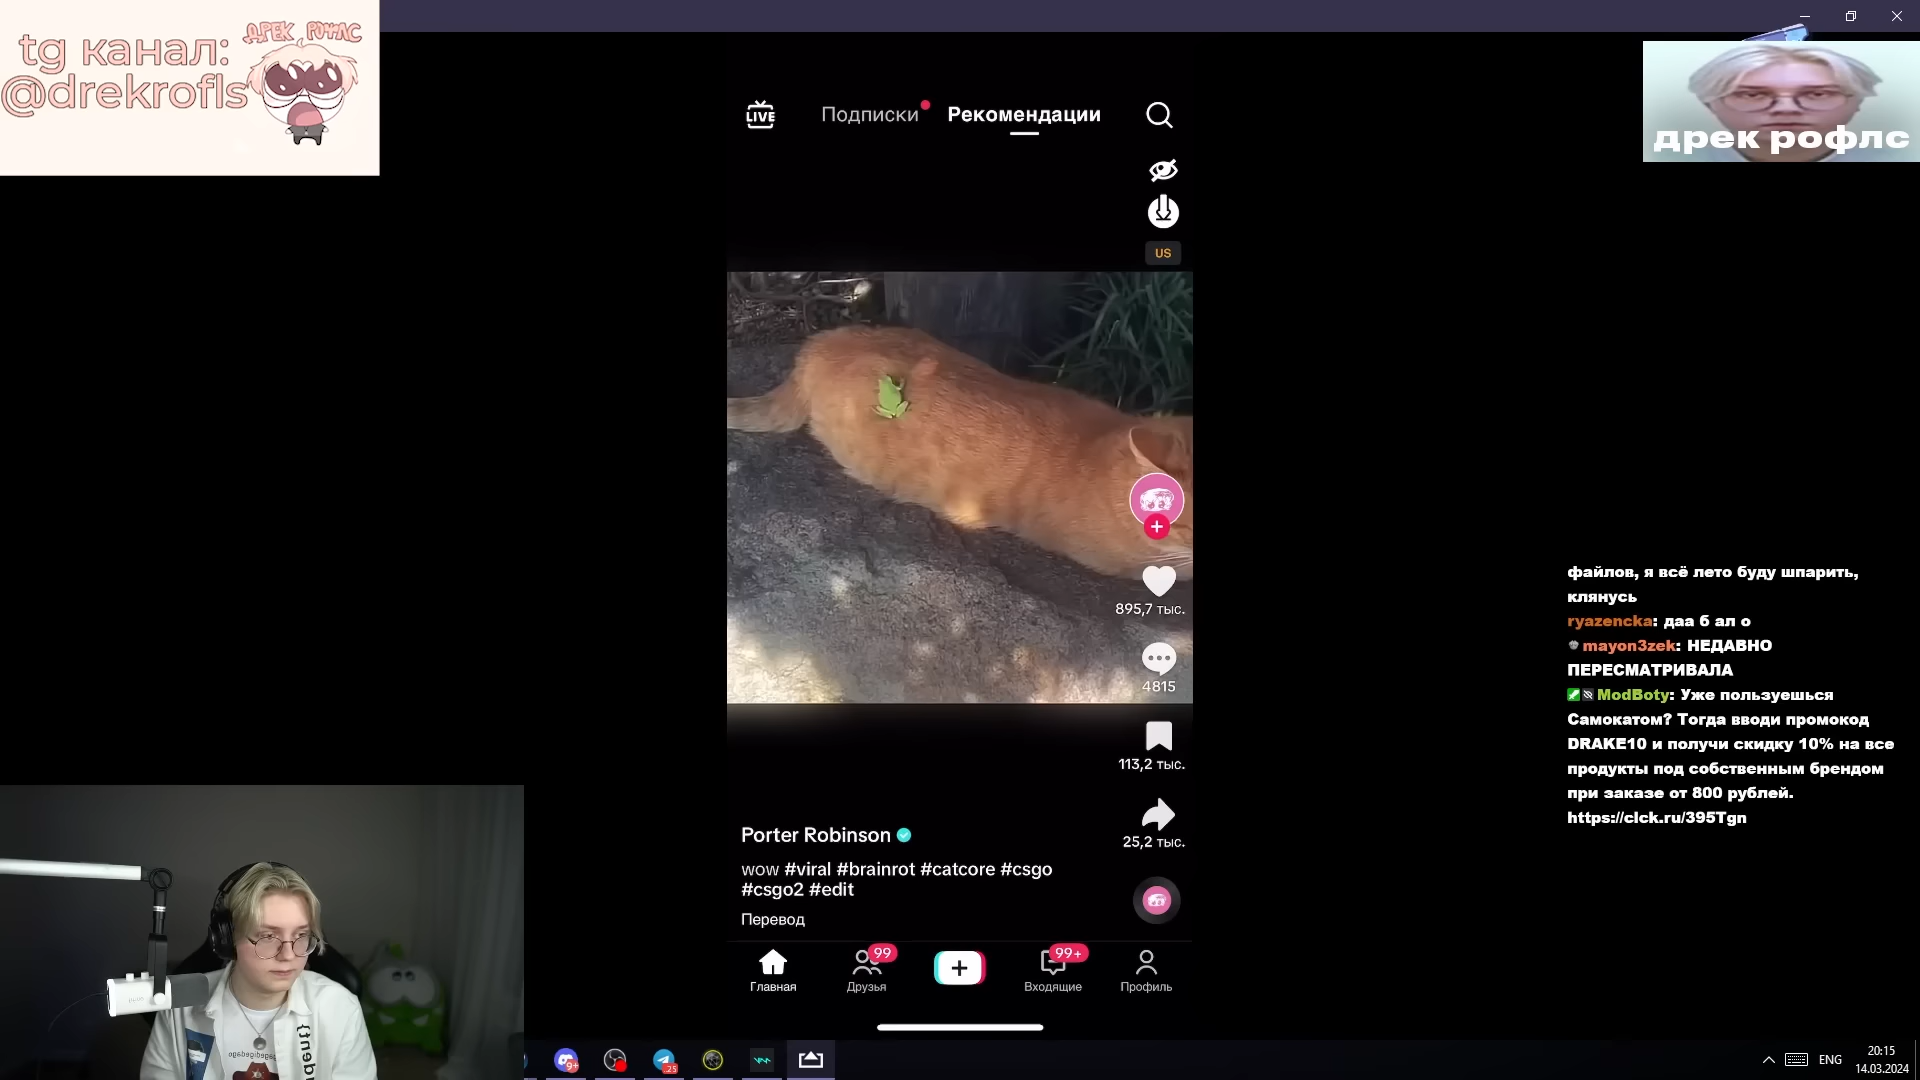 tg канал:
@drekrofls
ДРЕК РОФЛС
дрек рофлс
LIVE
Подписки
Рекомендации
US
895,7 тыс.
4815
113,2 тыс.
25,2 тыс.
Porter Robinson
wow #viral #brainrot #catcore #csgo
#csgo2 #edit
Перевод
99
99+
Главная
Друзья
Входящие
Профиль
файлов, я всё лето буду шпарить,
клянусь
ryazencka: даа б ал о
mayon3zek: НЕДАВНО
ПЕРЕСМАТРИВАЛА
ModBoty: Уже пользуешься
Самокатом? Тогда вводи промокод
DRAKE10 и получи скидку 10% на все
продукты под собственным брендом
при заказе от 800 рублей.
https://clck.ru/395Tgn
9+
25
ENG
20:15
14.03.2024